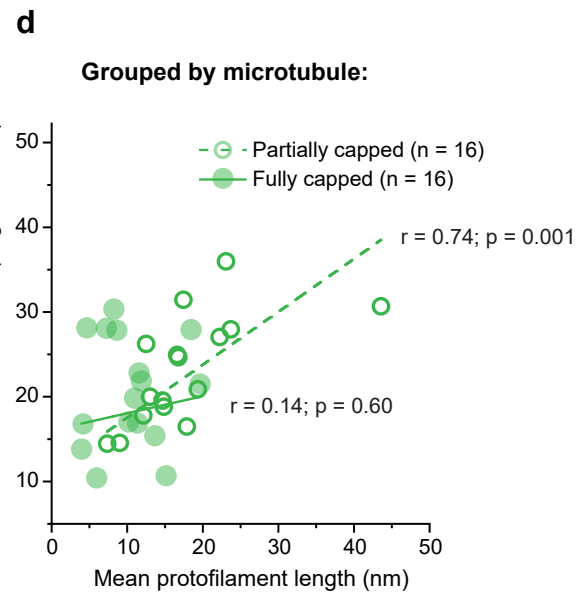 d
Grouped by microtubule:
50
Partially capped (n = 16)
Fully capped (n = 16)
40
r = 0.74; p = 0.001
30
20
r = 0.14; p = 0.60
10
0 10 20 30 40 50
Mean protofilament length (nm)